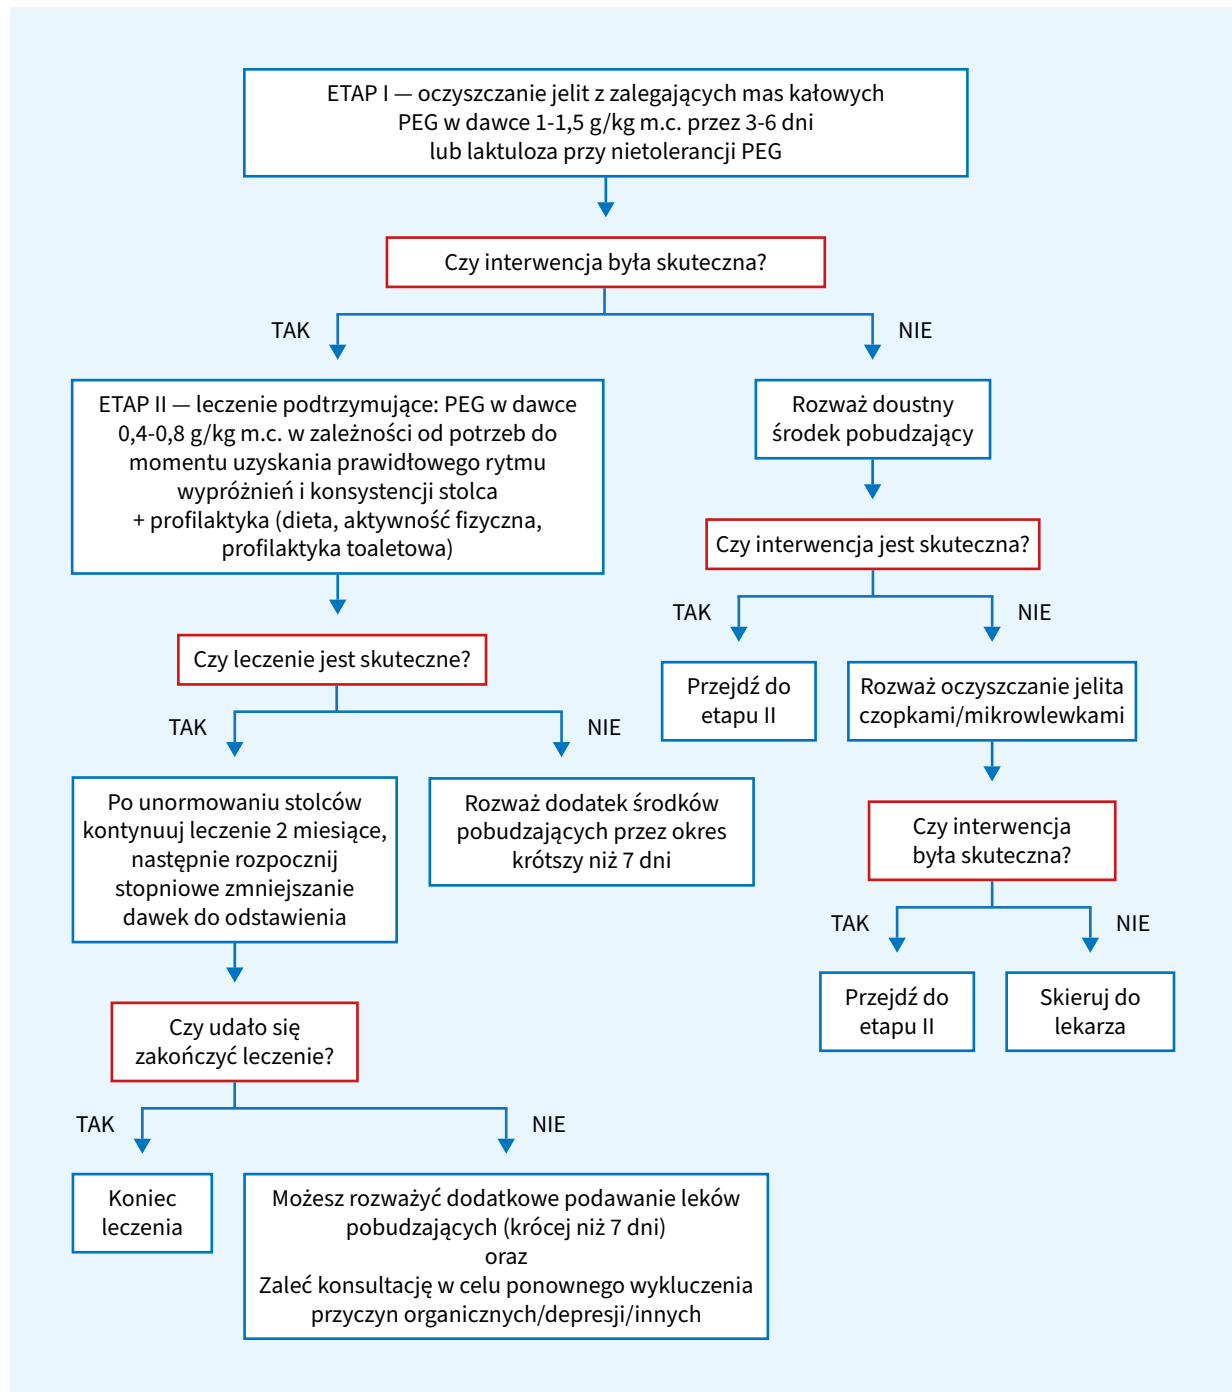 ETAP I — oczyszczanie jelit z zalegających mas kałowych
PEG w dawce 1-1,5 g/kg m.c. przez 3-6 dni
lub laktuloza przy nietolerancji PEG
Czy interwencja była skuteczna?
TAK
NIE
ETAP II — leczenie podtrzymujące: PEG w dawce
0,4-0,8 g/kg m.c. w zależności od potrzeb do
momentu uzyskania prawidłowego rytmu
wypróżnień i konsystencji stolca
+ profilaktyka (dieta, aktywność fizyczna,
profilaktyka toaletowa)
Rozważ doustny
środek pobudzający
Czy interwencja jest skuteczna?
TAK
NIE
Czy leczenie jest skuteczne?
Przejdź do
etapu II
Rozważ oczyszczanie jelita
czopkami/mikrowlewkami
TAK
NIE
Po unormowaniu stolców
kontynuuj leczenie 2 miesiące,
następnie rozpocznij
stopniowe zmniejszanie
dawek do odstawienia
Rozważ dodatek środków
pobudzających przez okres
krótszy niż 7 dni
Czy interwencja
była skuteczna?
TAK
NIE
Przejdź do
etapu II
Skieruj do
lekarza
Czy udało się
zakończyć leczenie?
TAK
NIE
Koniec
leczenia
Możesz rozważyć dodatkowe podawanie leków
pobudzających (krócej niż 7 dni)
oraz
Zaleć konsultację w celu ponownego wykluczenia
przyczyn organicznych/depresji/innych